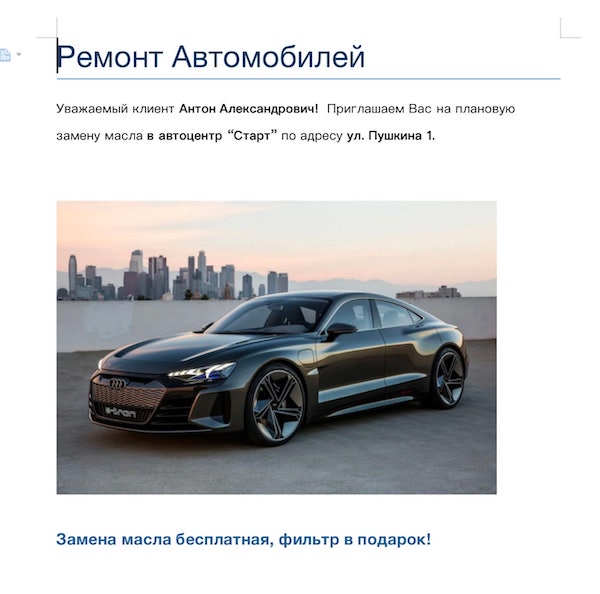 Ремонт Автомобилей
Уважаемый клиент Антон Александрович! Приглашаем Вас на плановую
замену масла в автоцентр “Старт” по адресу ул. Пушкина 1.
e-tron
Замена масла бесплатная, фильтр в подарок!